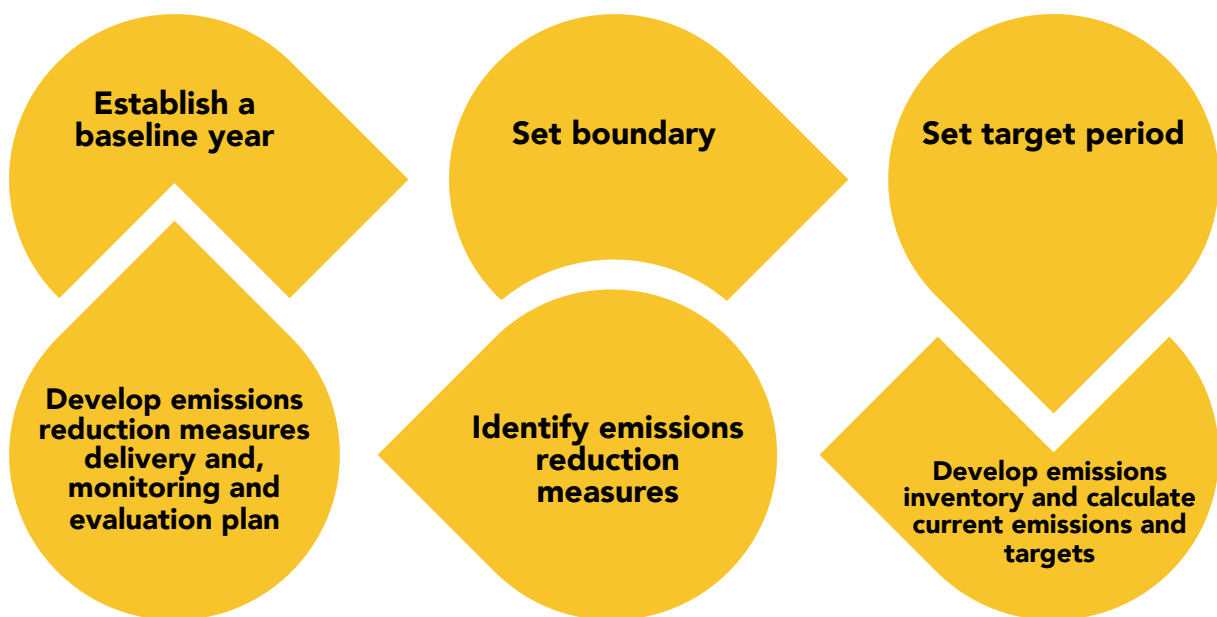 Establish a
baseline year
Set boundary
Set target period
Develop emissions
inventory and calculate
current emissions and
targets
Identify emissions
reduction
measures
Develop emissions
reduction measures
delivery and,
monitoring and
evaluation plan